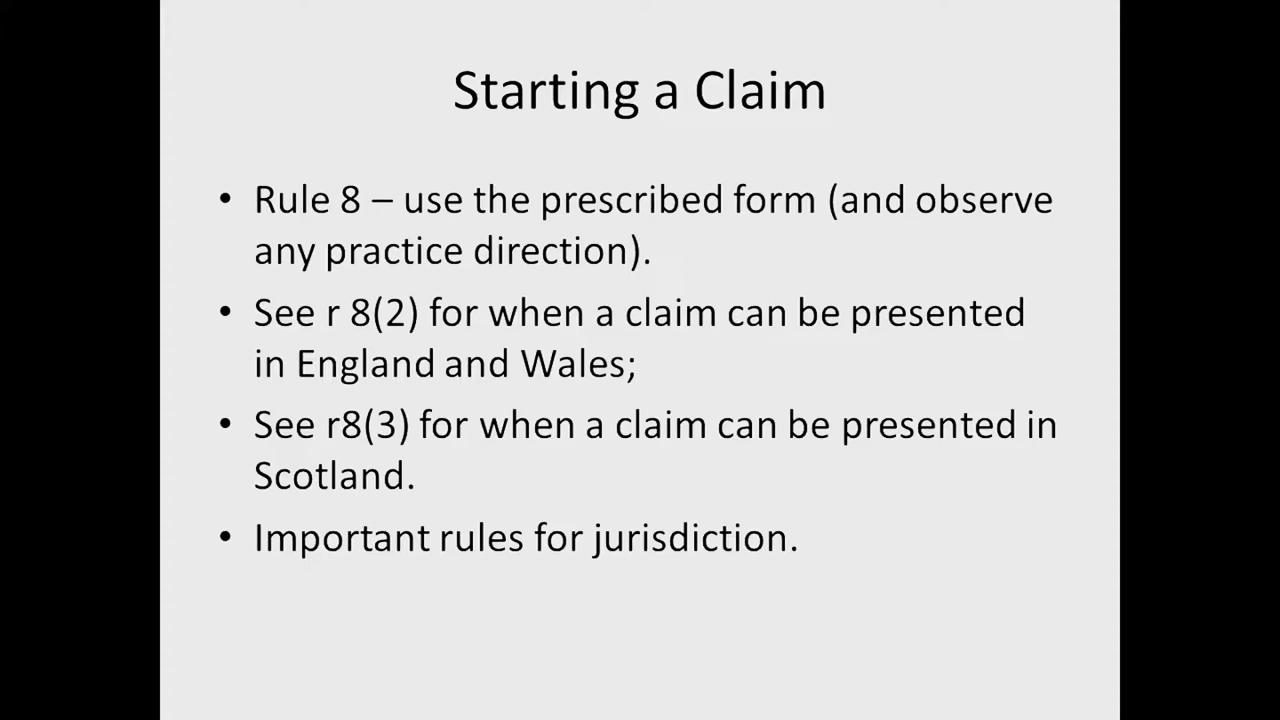 Starting a Claim
• Rule 8 – use the prescribed form (and observe
any practice direction).
• See r 8(2) for when a claim can be presented
in England and Wales;
• See r8(3) for when a claim can be presented in
Scotland.
• Important rules for jurisdiction.